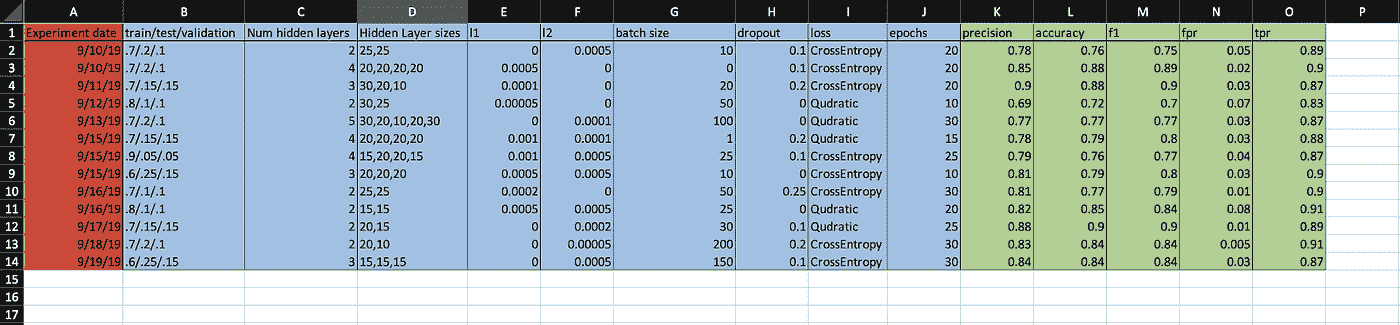 A B C D E F G H I J K L M N O P
1 Experiment date train/test/validation Num hidden layers Hidden Layer sizes l1 l2 batch size dropout loss epochs precision accuracy f1 fpr tpr
2 9/10/19 .7/.2/.1 2 25,25 0 0.0005 10 0.1 CrossEntropy 20 0.78 0.76 0.75 0.05 0.89
3 9/10/19 .7/.2/.1 4 20,20,20,20 0.0005 0 0 0.1 CrossEntropy 20 0.85 0.88 0.89 0.02 0.9
4 9/11/19 .7/.15/.15 3 30,20,10 0.0001 0 20 0.2 CrossEntropy 20 0.9 0.88 0.9 0.03 0.87
5 9/12/19 .8/.1/.1 2 30,25 0.00005 0 50 0 Qudratic 10 0.69 0.72 0.7 0.07 0.83
6 9/13/19 .7/.2/.1 5 30,20,10,20,30 0 0.0001 100 0 Qudratic 30 0.77 0.77 0.77 0.03 0.87
7 9/15/19 .7/.15/.15 4 20,20,20,20 0.001 0.0001 1 0.2 Qudratic 15 0.78 0.79 0.8 0.03 0.88
8 9/15/19 .9/.05/.05 4 15,20,20,15 0.001 0.0005 25 0.1 CrossEntropy 25 0.79 0.76 0.77 0.04 0.87
9 9/15/19 .6/.25/.15 3 20,20,20 0.0005 0.0005 10 0 CrossEntropy 10 0.81 0.79 0.8 0.03 0.9
10 9/16/19 .7/.1/.1 2 25,25 0.0002 0 50 0.25 CrossEntropy 30 0.81 0.77 0.79 0.01 0.9
11 9/16/19 .8/.1/.1 2 15,15 0.0005 0.0005 25 0 Qudratic 20 0.82 0.85 0.84 0.08 0.91
12 9/17/19 .7/.15/.15 2 20,15 0 0.0002 30 0.1 Qudratic 25 0.88 0.9 0.9 0.01 0.89
13 9/18/19 .7/.2/.1 2 20,10 0 0.00005 200 0.2 CrossEntropy 30 0.83 0.84 0.84 0.005 0.91
14 9/19/19 .6/.25/.15 3 15,15,15 0 0.0005 150 0.1 CrossEntropy 30 0.84 0.84 0.84 0.03 0.87
15
16
17